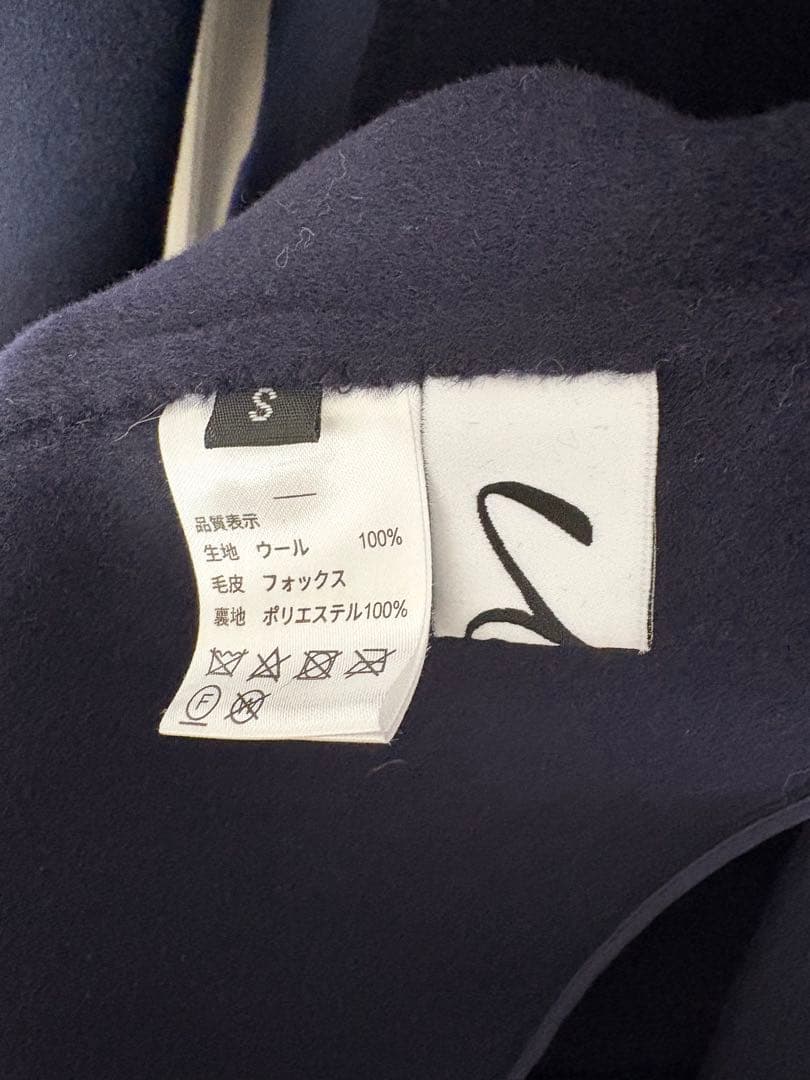 S
品質表示
生地 ウール 100%
毛皮 フォックス
裏地 ポリエステル100%
F
W